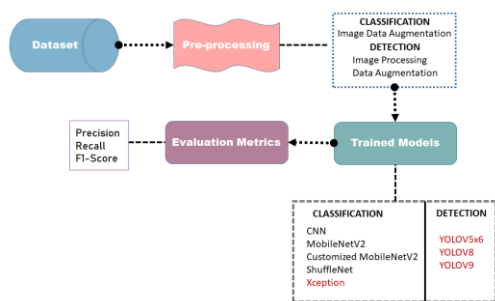 Dataset
Pre-processing
CLASSIFICATION
Image Data Augmentation
DETECTION
Image Processing
Data Augmentation
Precision
Recall
F1-Score
Evaluation Metrics
Trained Models
CLASSIFICATION
CNN
MobileNetV2
Customized MobileNetV2
ShuffleNet
Xception
DETECTION
YOLOV5x6
YOLOV8
YOLOV9